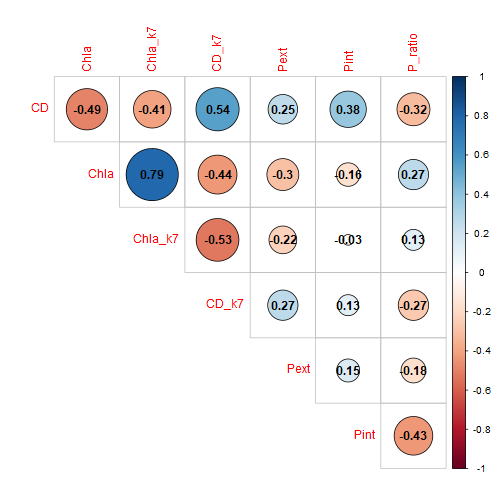 Chla Chla_k7 CD_k7 Pext Pint P_ratio
CD -0.49 -0.41 0.54 0.25 0.38 -0.32
Chla 0.79 -0.44 -0.3 -0.16 0.27
Chla_k7 -0.53 -0.22 -0.03 0.13
CD_k7 0.27 0.13 -0.27
Pext 0.15 -0.18
Pint -0.43
1
0.8
0.6
0.4
0.2
0
-0.2
-0.4
-0.6
-0.8
-1